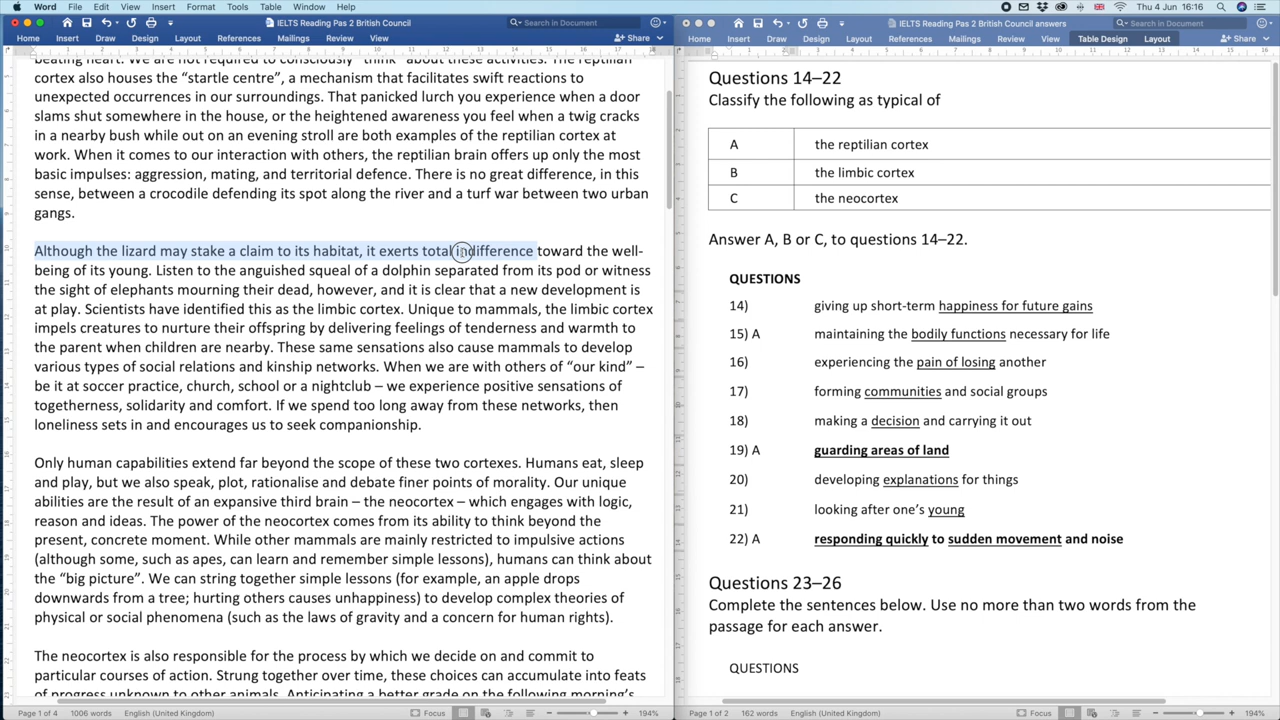 Word File Edit View Insert Format Tools Table Window Help
Thu 4 Jun 16:16
IELTS Reading Pas 2 British Council
Search in Document
Home Insert Draw Design Layout References Mailings Review View
Share
beating heart. We are not required to consciously "think" about these activities. The reptilian
cortex also houses the “startle centre”, a mechanism that facilitates swift reactions to
unexpected occurrences in our surroundings. That panicked lurch you experience when a door
slams shut somewhere in the house, or the heightened awareness you feel when a twig cracks
in a nearby bush while out on an evening stroll are both examples of the reptilian cortex at
work. When it comes to our interaction with others, the reptilian brain offers up only the most
basic impulses: aggression, mating, and territorial defence. There is no great difference, in this
sense, between a crocodile defending its spot along the river and a turf war between two urban
gangs.
Although the lizard may stake a claim to its habitat, it exerts total indifference toward the well-
being of its young. Listen to the anguished squeal of a dolphin separated from its pod or witness
the sight of elephants mourning their dead, however, and it is clear that a new development is
at play. Scientists have identified this as the limbic cortex. Unique to mammals, the limbic cortex
impels creatures to nurture their offspring by delivering feelings of tenderness and warmth to
the parent when children are nearby. These same sensations also cause mammals to develop
various types of social relations and kinship networks. When we are with others of “our kind” –
be it at soccer practice, church, school or a nightclub – we experience positive sensations of
togetherness, solidarity and comfort. If we spend too long away from these networks, then
loneliness sets in and encourages us to seek companionship.
Only human capabilities extend far beyond the scope of these two cortexes. Humans eat, sleep
and play, but we also speak, plot, rationalise and debate finer points of morality. Our unique
abilities are the result of an expansive third brain – the neocortex – which engages with logic,
reason and ideas. The power of the neocortex comes from its ability to think beyond the
present, concrete moment. While other mammals are mainly restricted to impulsive actions
(although some, such as apes, can learn and remember simple lessons), humans can think about
the “big picture”. We can string together simple lessons (for example, an apple drops
downwards from a tree; hurting others causes unhappiness) to develop complex theories of
physical or social phenomena (such as the laws of gravity and a concern for human rights).
The neocortex is also responsible for the process by which we decide on and commit to
particular courses of action. Strung together over time, these choices can accumulate into feats
of progress unknown to other animals. Anticipating a better grade on the following morning’s
Page 1 of 4 1006 words English (United Kingdom)
Focus
194%
IELTS Reading Pas 2 British Council answers
Search in Document
Home Insert Draw Design Layout References
Mailings Review View Table Design Layout
Share
Questions 14–22
Classify the following as typical of
A the reptilian cortex
B the limbic cortex
C the neocortex
Answer A, B or C, to questions 14–22.
QUESTIONS
14) giving up short-term happiness for future gains
15) A maintaining the bodily functions necessary for life
16) experiencing the pain of losing another
17) forming communities and social groups
18) making a decision and carrying it out
19) A guarding areas of land
20) developing explanations for things
21) looking after one’s young
22) A responding quickly to sudden movement and noise
Questions 23–26
Complete the sentences below. Use no more than two words from the
passage for each answer.
QUESTIONS
Page 1 of 2 162 words English (United Kingdom)
Focus
194%